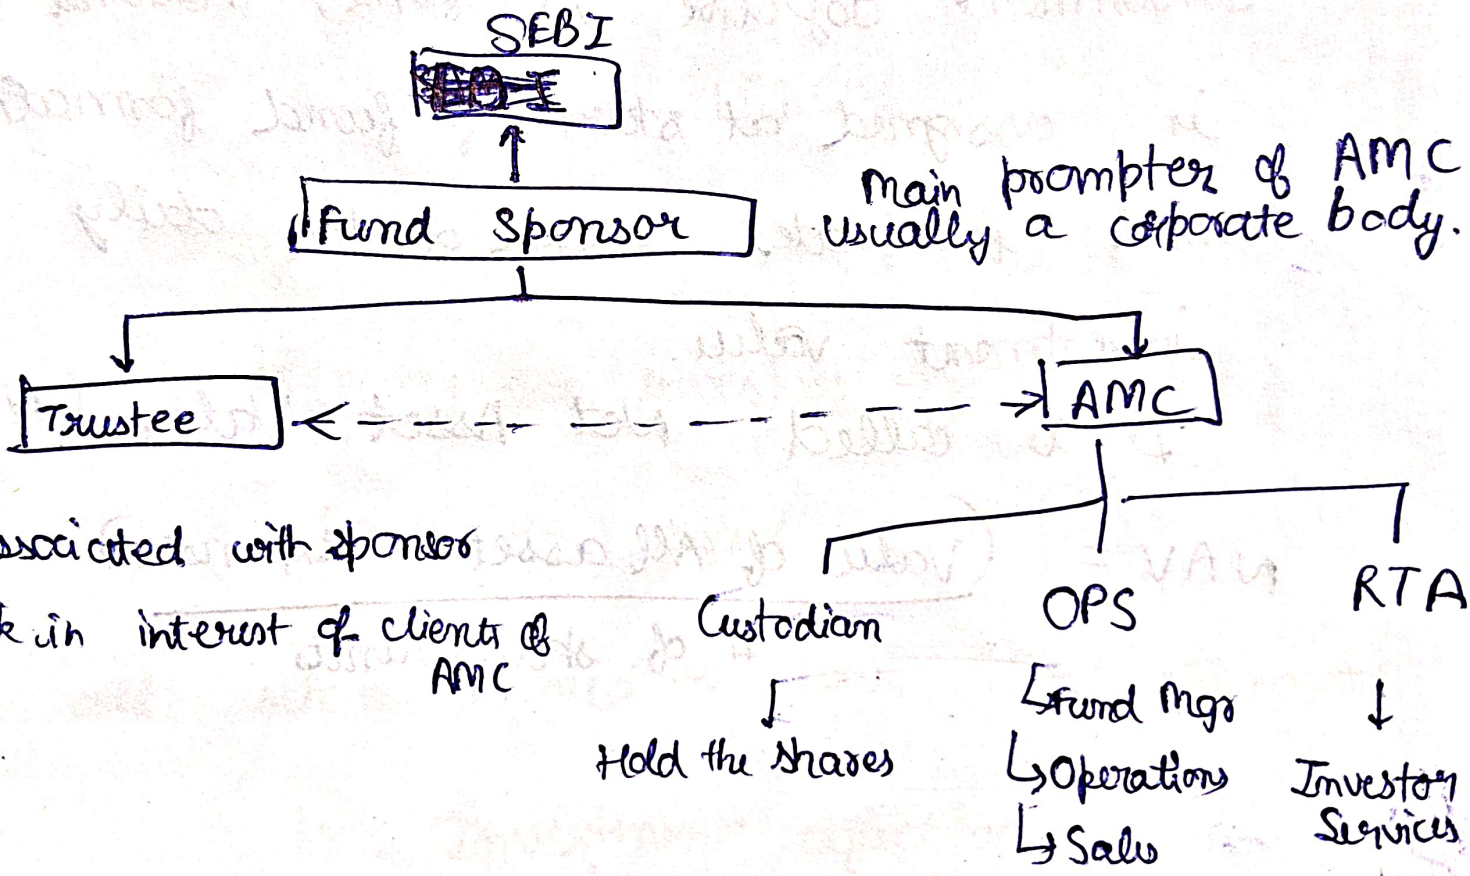 SEBI
Fund Sponsor
Main prompter of AMC
usually a corporate body.
Trustee
AMC
ssociated with sponsor
k in interest of clients of
AMC
Custodian
OPS
RTA
Hold the shares
Fund Mgr
Operations
Sales
Investor
Services